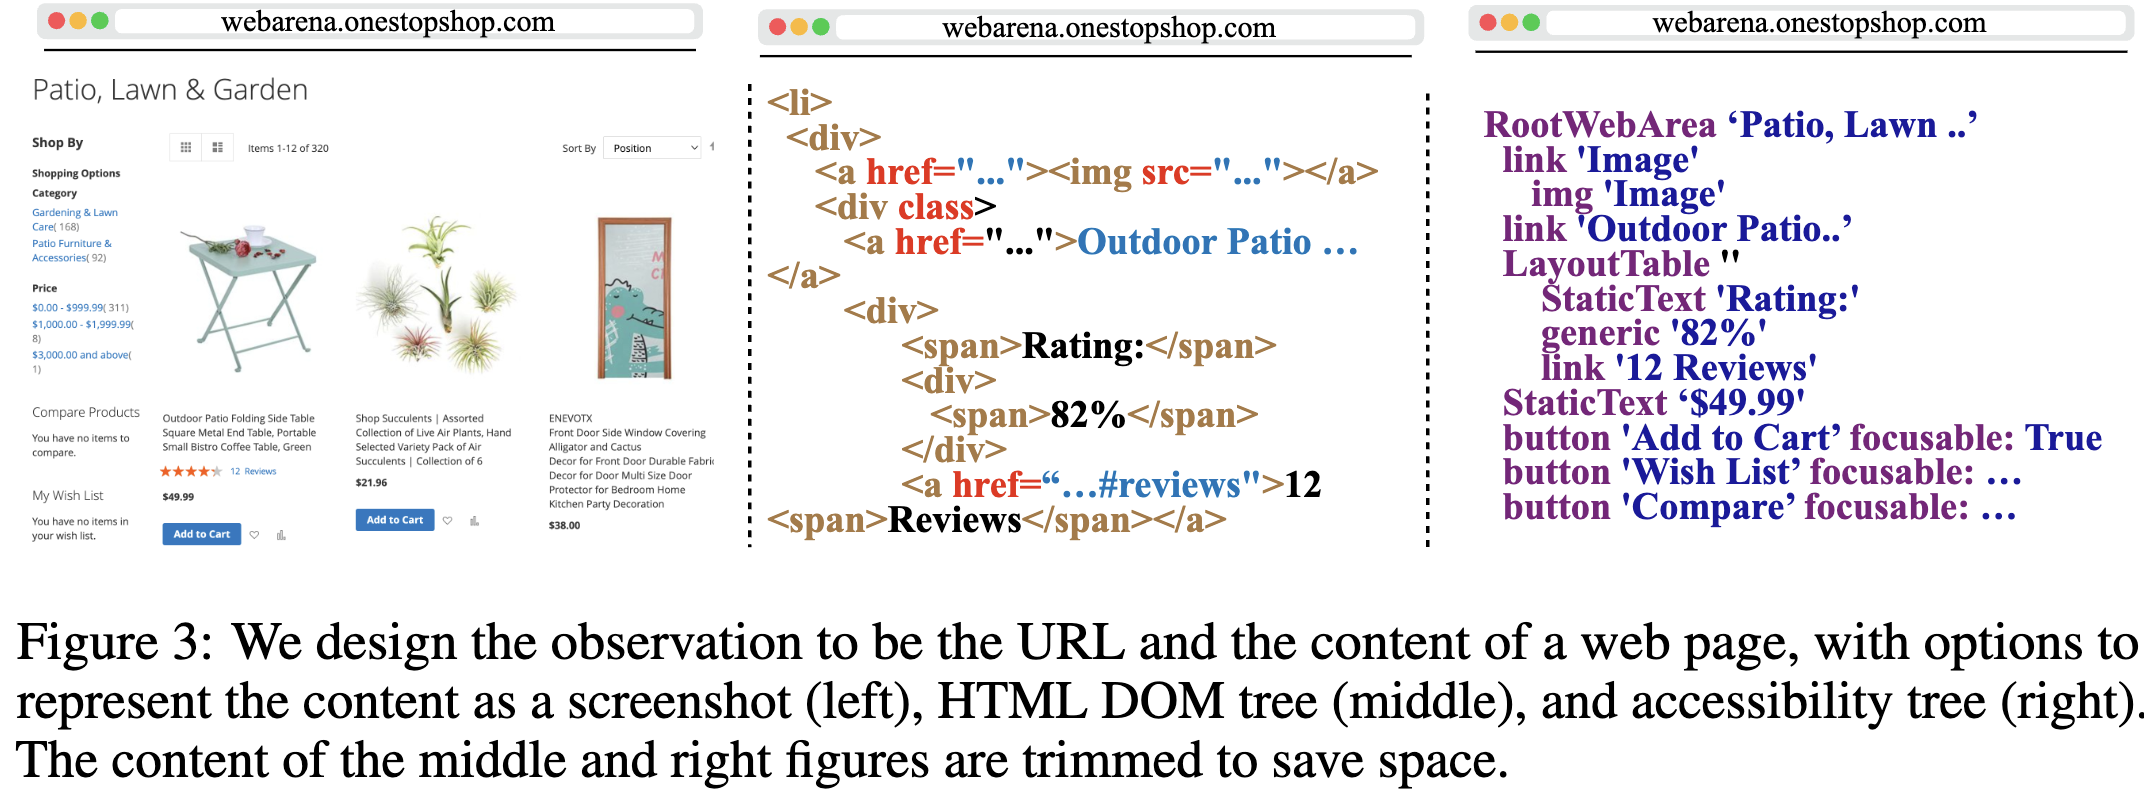 webarena.onestopshop.com
Patio, Lawn & Garden
Shop By
Items 1-12 of 320
Sort By Position
Shopping Options
Category
Gardening & Lawn
Care( 168)
Patio Furniture &
Accessories( 92)
Price
$0.00 - $999.99( 311)
$1,000.00 - $1,999.99(
8)
$3,000.00 and above(
1)
Compare Products
You have no items to
compare.
My Wish List
You have no items in
your wish list.
Outdoor Patio Folding Side Table
Square Metal End Table, Portable
Small Bistro Coffee Table, Green
12 Reviews
$49.99
Add to Cart
Shop Succulents | Assorted
Collection of Live Air Plants, Hand
Selected Variety Pack of Air
Succulents | Collection of 6
$21.96
Add to Cart
M
C
ENEVOTX
Front Door Side Window Covering
Alligator and Cactus
Decor for Front Door Durable Fabric
Decor for Door Multi Size Door
Protector for Bedroom Home
Kitchen Party Decoration
$38.00
webarena.onestopshop.com
<li>
<div>
<a href="..."><img src="..."></a>
<div class>
<a href="...">Outdoor Patio …
</a>
<div>
<span>Rating:</span>
<div>
<span>82%</span>
</div>
<a href=“…#reviews">12
<span>Reviews</span></a>
webarena.onestopshop.com
RootWebArea ‘Patio, Lawn ..’
link 'Image'
img 'Image'
link 'Outdoor Patio..’
LayoutTable ''
StaticText 'Rating:'
generic '82%'
link '12 Reviews'
StaticText ‘$49.99'
button 'Add to Cart’ focusable: True
button 'Wish List’ focusable: …
button 'Compare’ focusable: …
Figure 3: We design the observation to be the URL and the content of a web page, with options to
represent the content as a screenshot (left), HTML DOM tree (middle), and accessibility tree (right).
The content of the middle and right figures are trimmed to save space.